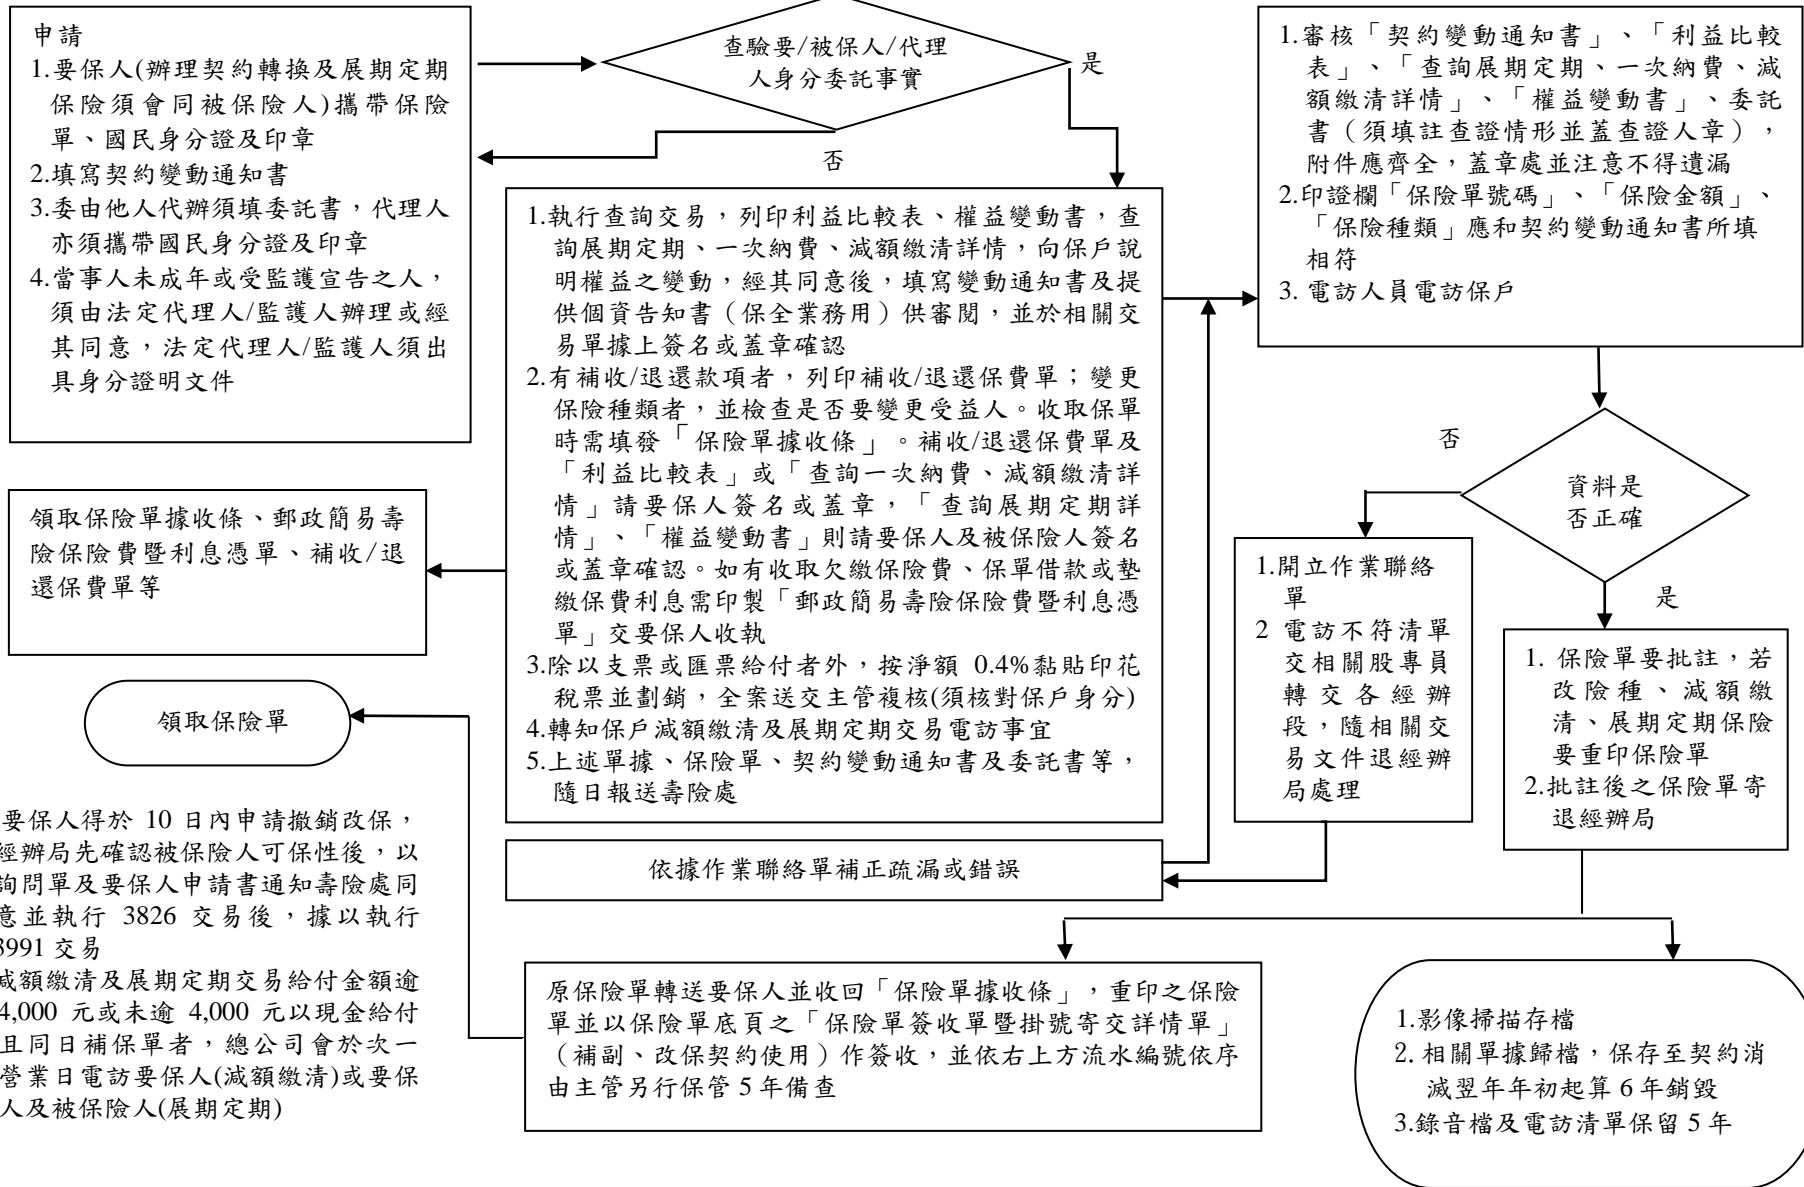 申請
1.要保人(辦理契約轉換及展期定期
保險須會同被保險人)攜帶保險
單、國民身分證及印章
2.填寫契約變動通知書
3.委由他人代辦須填委託書，代理人
亦須攜帶國民身分證及印章
4.當事人未成年或受監護宣告之人，
須由法定代理人/監護人辦理或經
其同意，法定代理人/監護人須出
具身分證明文件
查驗要/被保人/代理
人身分委託事實
是
否
1.執行查詢交易，列印利益比較表、權益變動書，查
詢展期定期、一次納費、減額繳清詳情，向保戶說
明權益之變動，經其同意後，填寫變動通知書及提
供個資告知書（保全業務用）供審閱，並於相關交
易單據上簽名或蓋章確認
2.有補收/退還款項者，列印補收/退還保費單；變更
保險種類者，並檢查是否要變更受益人。收取保單
時需填發「保險單據收條」。補收/退還保費單及
「利益比較表」或「查詢一次納費、減額繳清詳
情」請要保人簽名或蓋章，「查詢展期定期詳
情」、「權益變動書」則請要保人及被保險人簽名
或蓋章確認。如有收取欠繳保險費、保單借款或墊
繳保費利息需印製「郵政簡易壽險保險費暨利息憑
單」交要保人收執
3.除以支票或匯票給付者外，按淨額 0.4%黏貼印花
稅票並劃銷，全案送交主管複核(須核對保戶身分)
4.轉知保戶減額繳清及展期定期交易電訪事宜
5.上述單據、保險單、契約變動通知書及委託書等，
隨日報送壽險處
1.審核「契約變動通知書」、「利益比較
表」、「查詢展期定期、一次納費、減
額繳清詳情」、「權益變動書」、委託
書（須填註查證情形並蓋查證人章），
附件應齊全，蓋章處並注意不得遺漏
2.印證欄「保險單號碼」、「保險金額」、
「保險種類」應和契約變動通知書所填
相符
3. 電訪人員電訪保戶
資料是
否正確
否
是
1.開立作業聯絡
單
2 電訪不符清單
交相關股專員
轉交各經辦
段，隨相關交
易文件退經辦
局處理
1. 保險單要批註，若
改險種、減額繳
清、展期定期保險
要重印保險單
2.批註後之保險單寄
退經辦局
依據作業聯絡單補正疏漏或錯誤
領取保險單據收條、郵政簡易壽
險保險費暨利息憑單、補收/退
還保費單等
領取保險單
要保人得於 10 日內申請撤銷改保，
經辦局先確認被保險人可保性後，以
詢問單及要保人申請書通知壽險處同
意並執行 3826 交易後，據以執行
3991 交易
減額繳清及展期定期交易給付金額逾
4,000 元或未逾 4,000 元以現金給付
且同日補保單者，總公司會於次一
營業日電訪要保人(減額繳清)或要保
人及被保險人(展期定期)
原保險單轉送要保人並收回「保險單據收條」，重印之保險
單並以保險單底頁之「保險單簽收單暨掛號寄交詳情單」
（補副、改保契約使用）作簽收，並依右上方流水編號依序
由主管另行保管 5 年備查
1.影像掃描存檔
2. 相關單據歸檔，保存至契約消
滅翌年年初起算 6 年銷毀
3.錄音檔及電訪清單保留 5 年